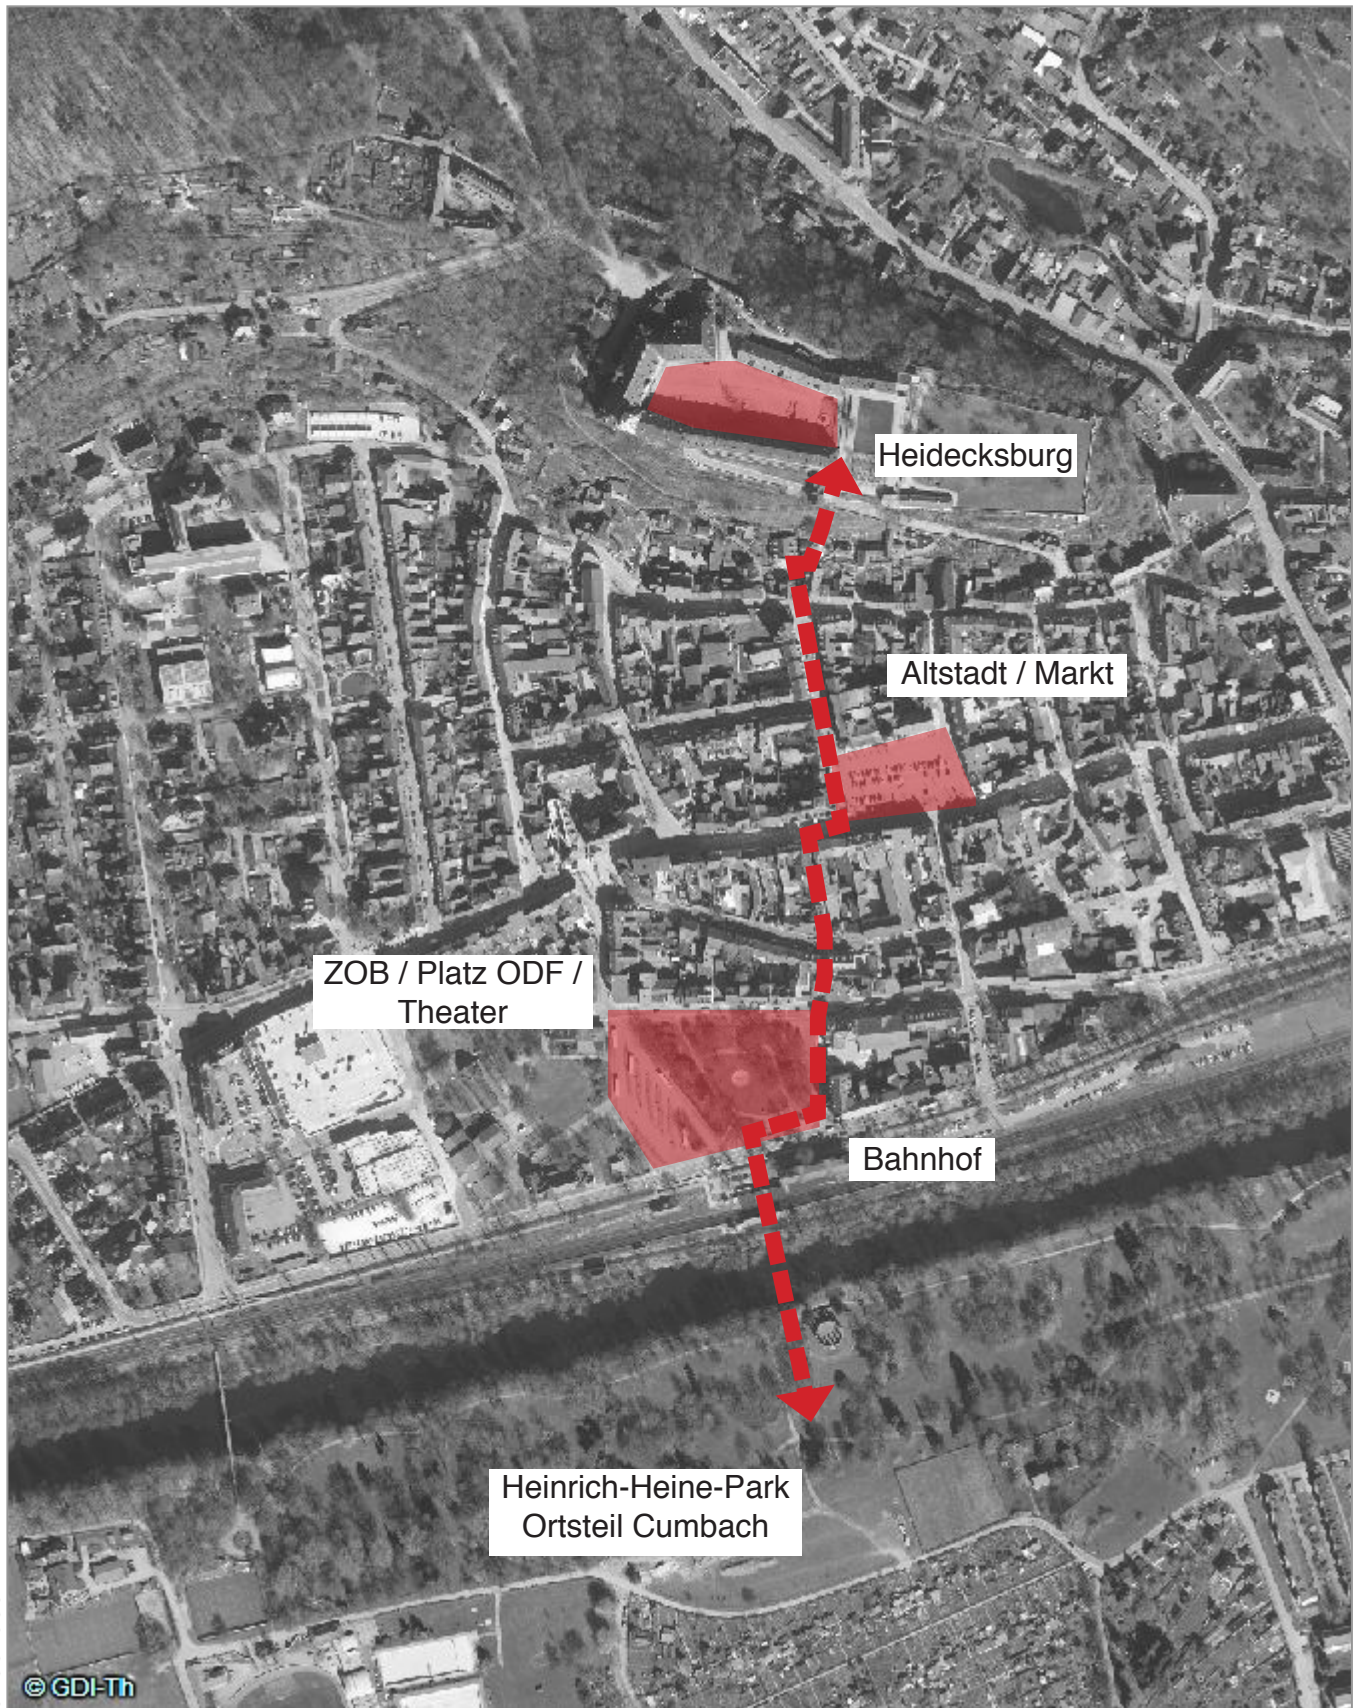 Heidecksburg
Altstadt / Markt
ZOB / Platz ODF /
Theater
Bahnhof
Heinrich-Heine-Park
Ortsteil Cumbach
© GDI-Th